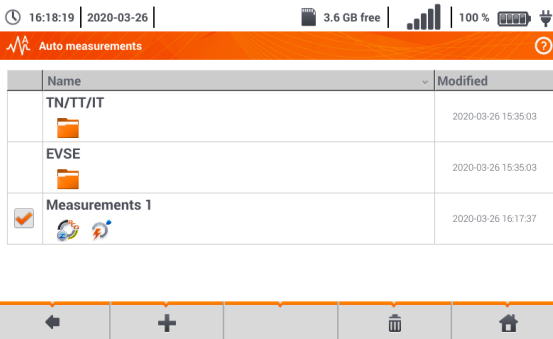 16:18:19 2020-03-26 3.6 GB free 100 %
Auto measurements ?
Name Modified
TN/TT/IT
2020-03-26 15:35:03
EVSE
2020-03-26 15:35:03
Measurements 1
2020-03-26 16:17:37